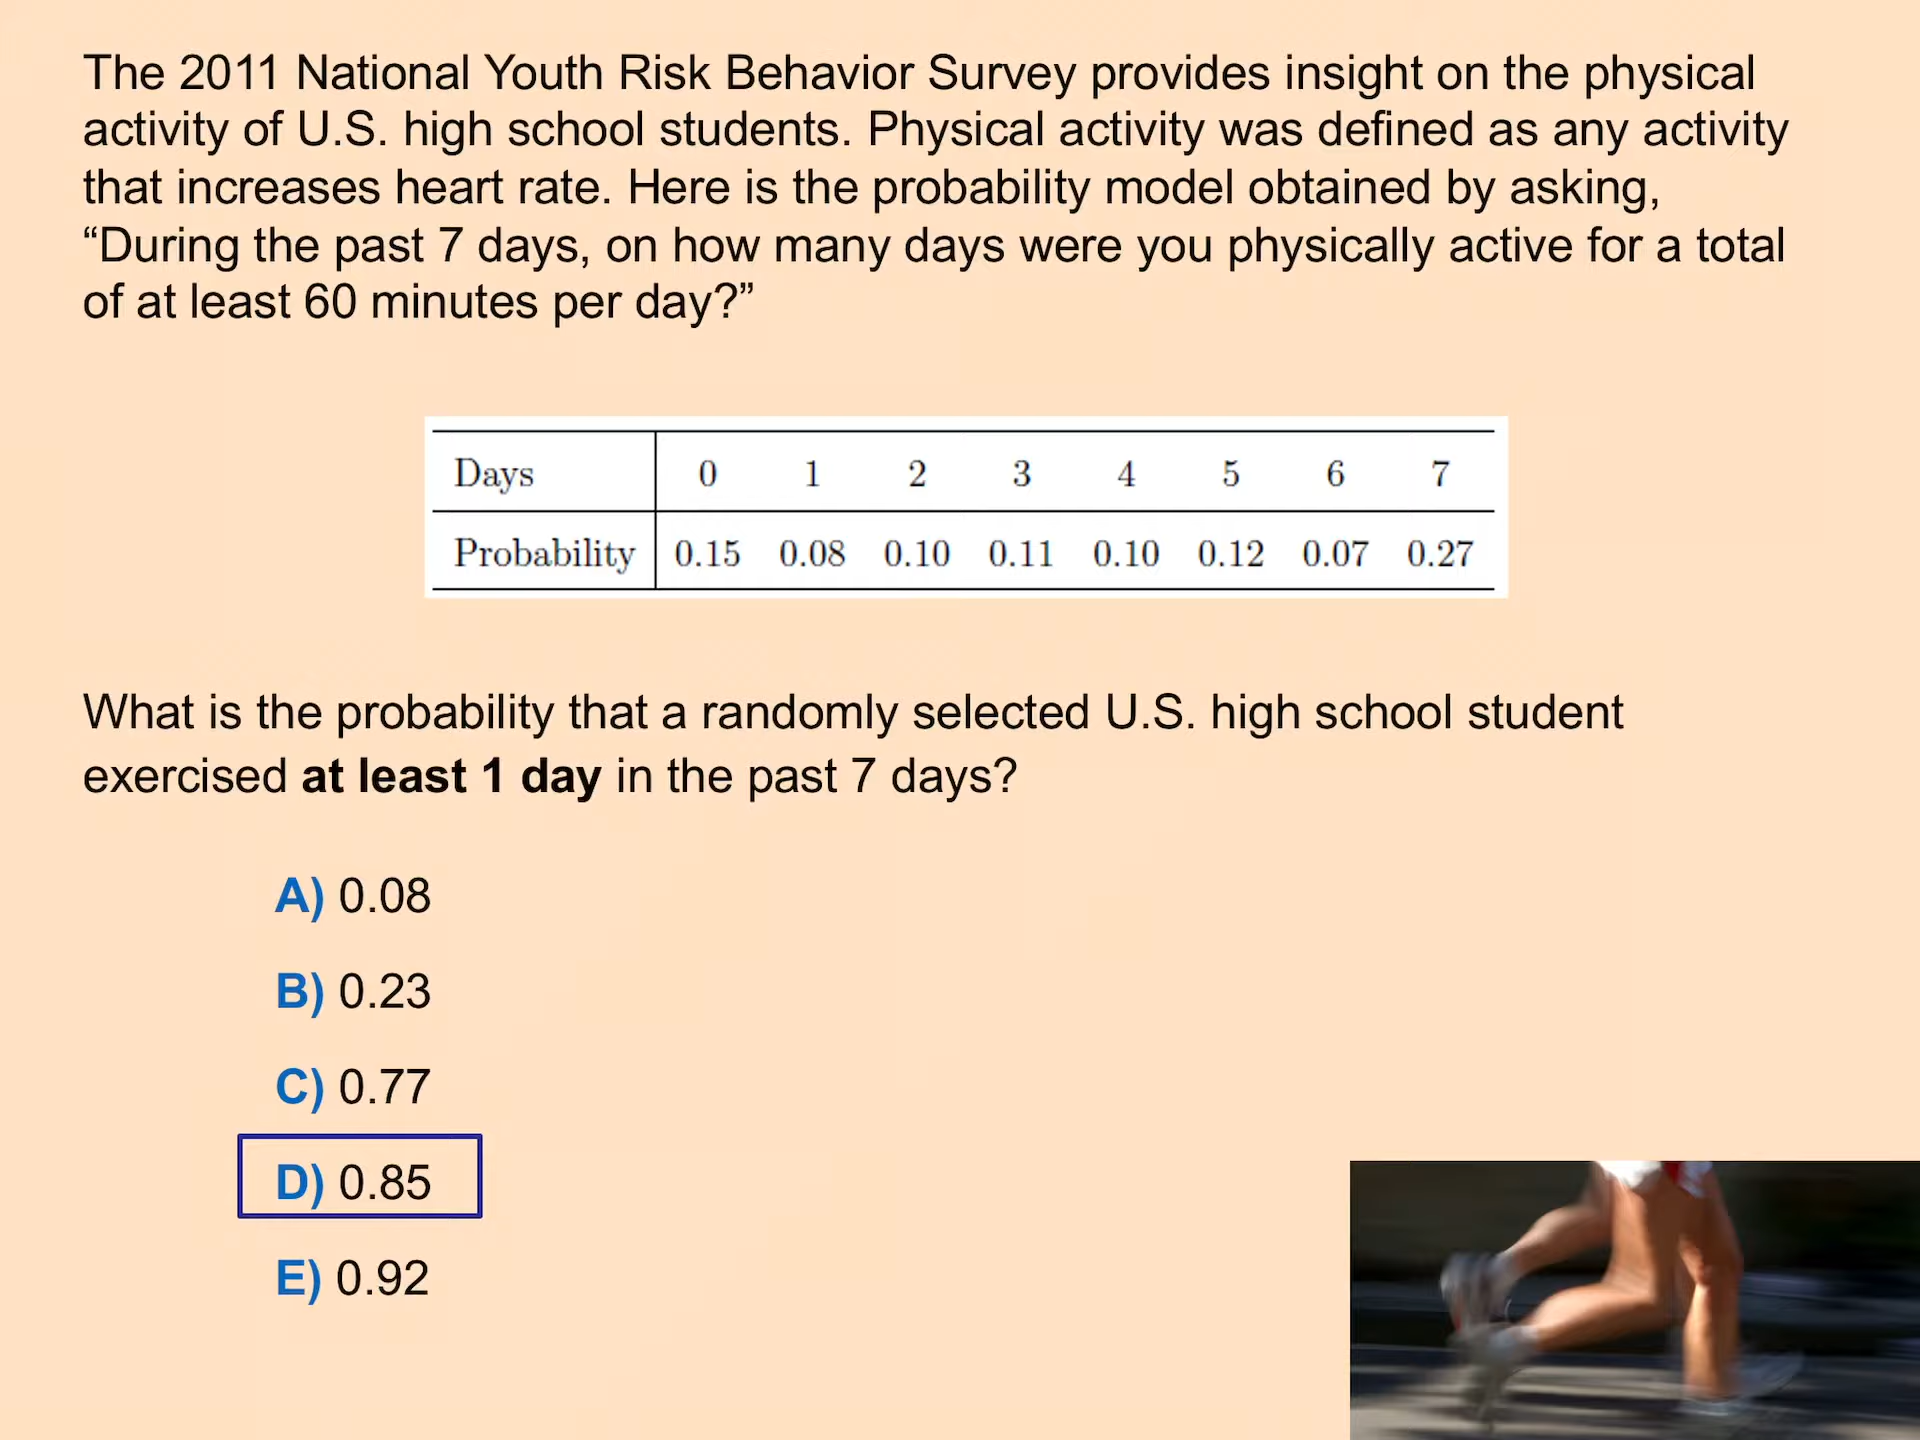 The 2011 National Youth Risk Behavior Survey provides insight on the physical
activity of U.S. high school students. Physical activity was defined as any activity
that increases heart rate. Here is the probability model obtained by asking,
“During the past 7 days, on how many days were you physically active for a total
of at least 60 minutes per day?”
Days 0 1 2 3 4 5 6 7
Probability 0.15 0.08 0.10 0.11 0.10 0.12 0.07 0.27
What is the probability that a randomly selected U.S. high school student
exercised at least 1 day in the past 7 days?
A) 0.08
B) 0.23
C) 0.77
D) 0.85
E) 0.92